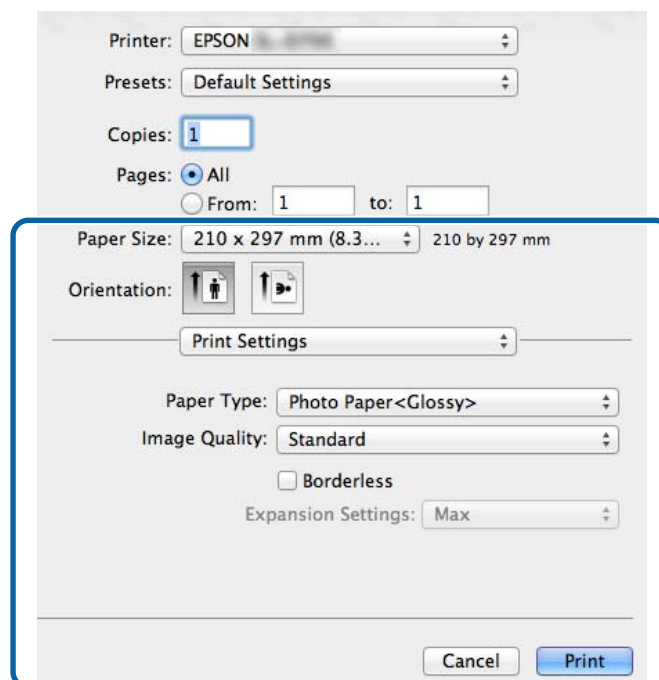 Printer: EPSON
Presets: Default Settings
Copies: 1
Pages: All
From: 1 to: 1
Paper Size: 210 x 297 mm (8.3... 210 by 297 mm
Orientation:
Print Settings
Paper Type: Photo Paper<Glossy>
Image Quality: Standard
Borderless
Expansion Settings: Max
Cancel Print